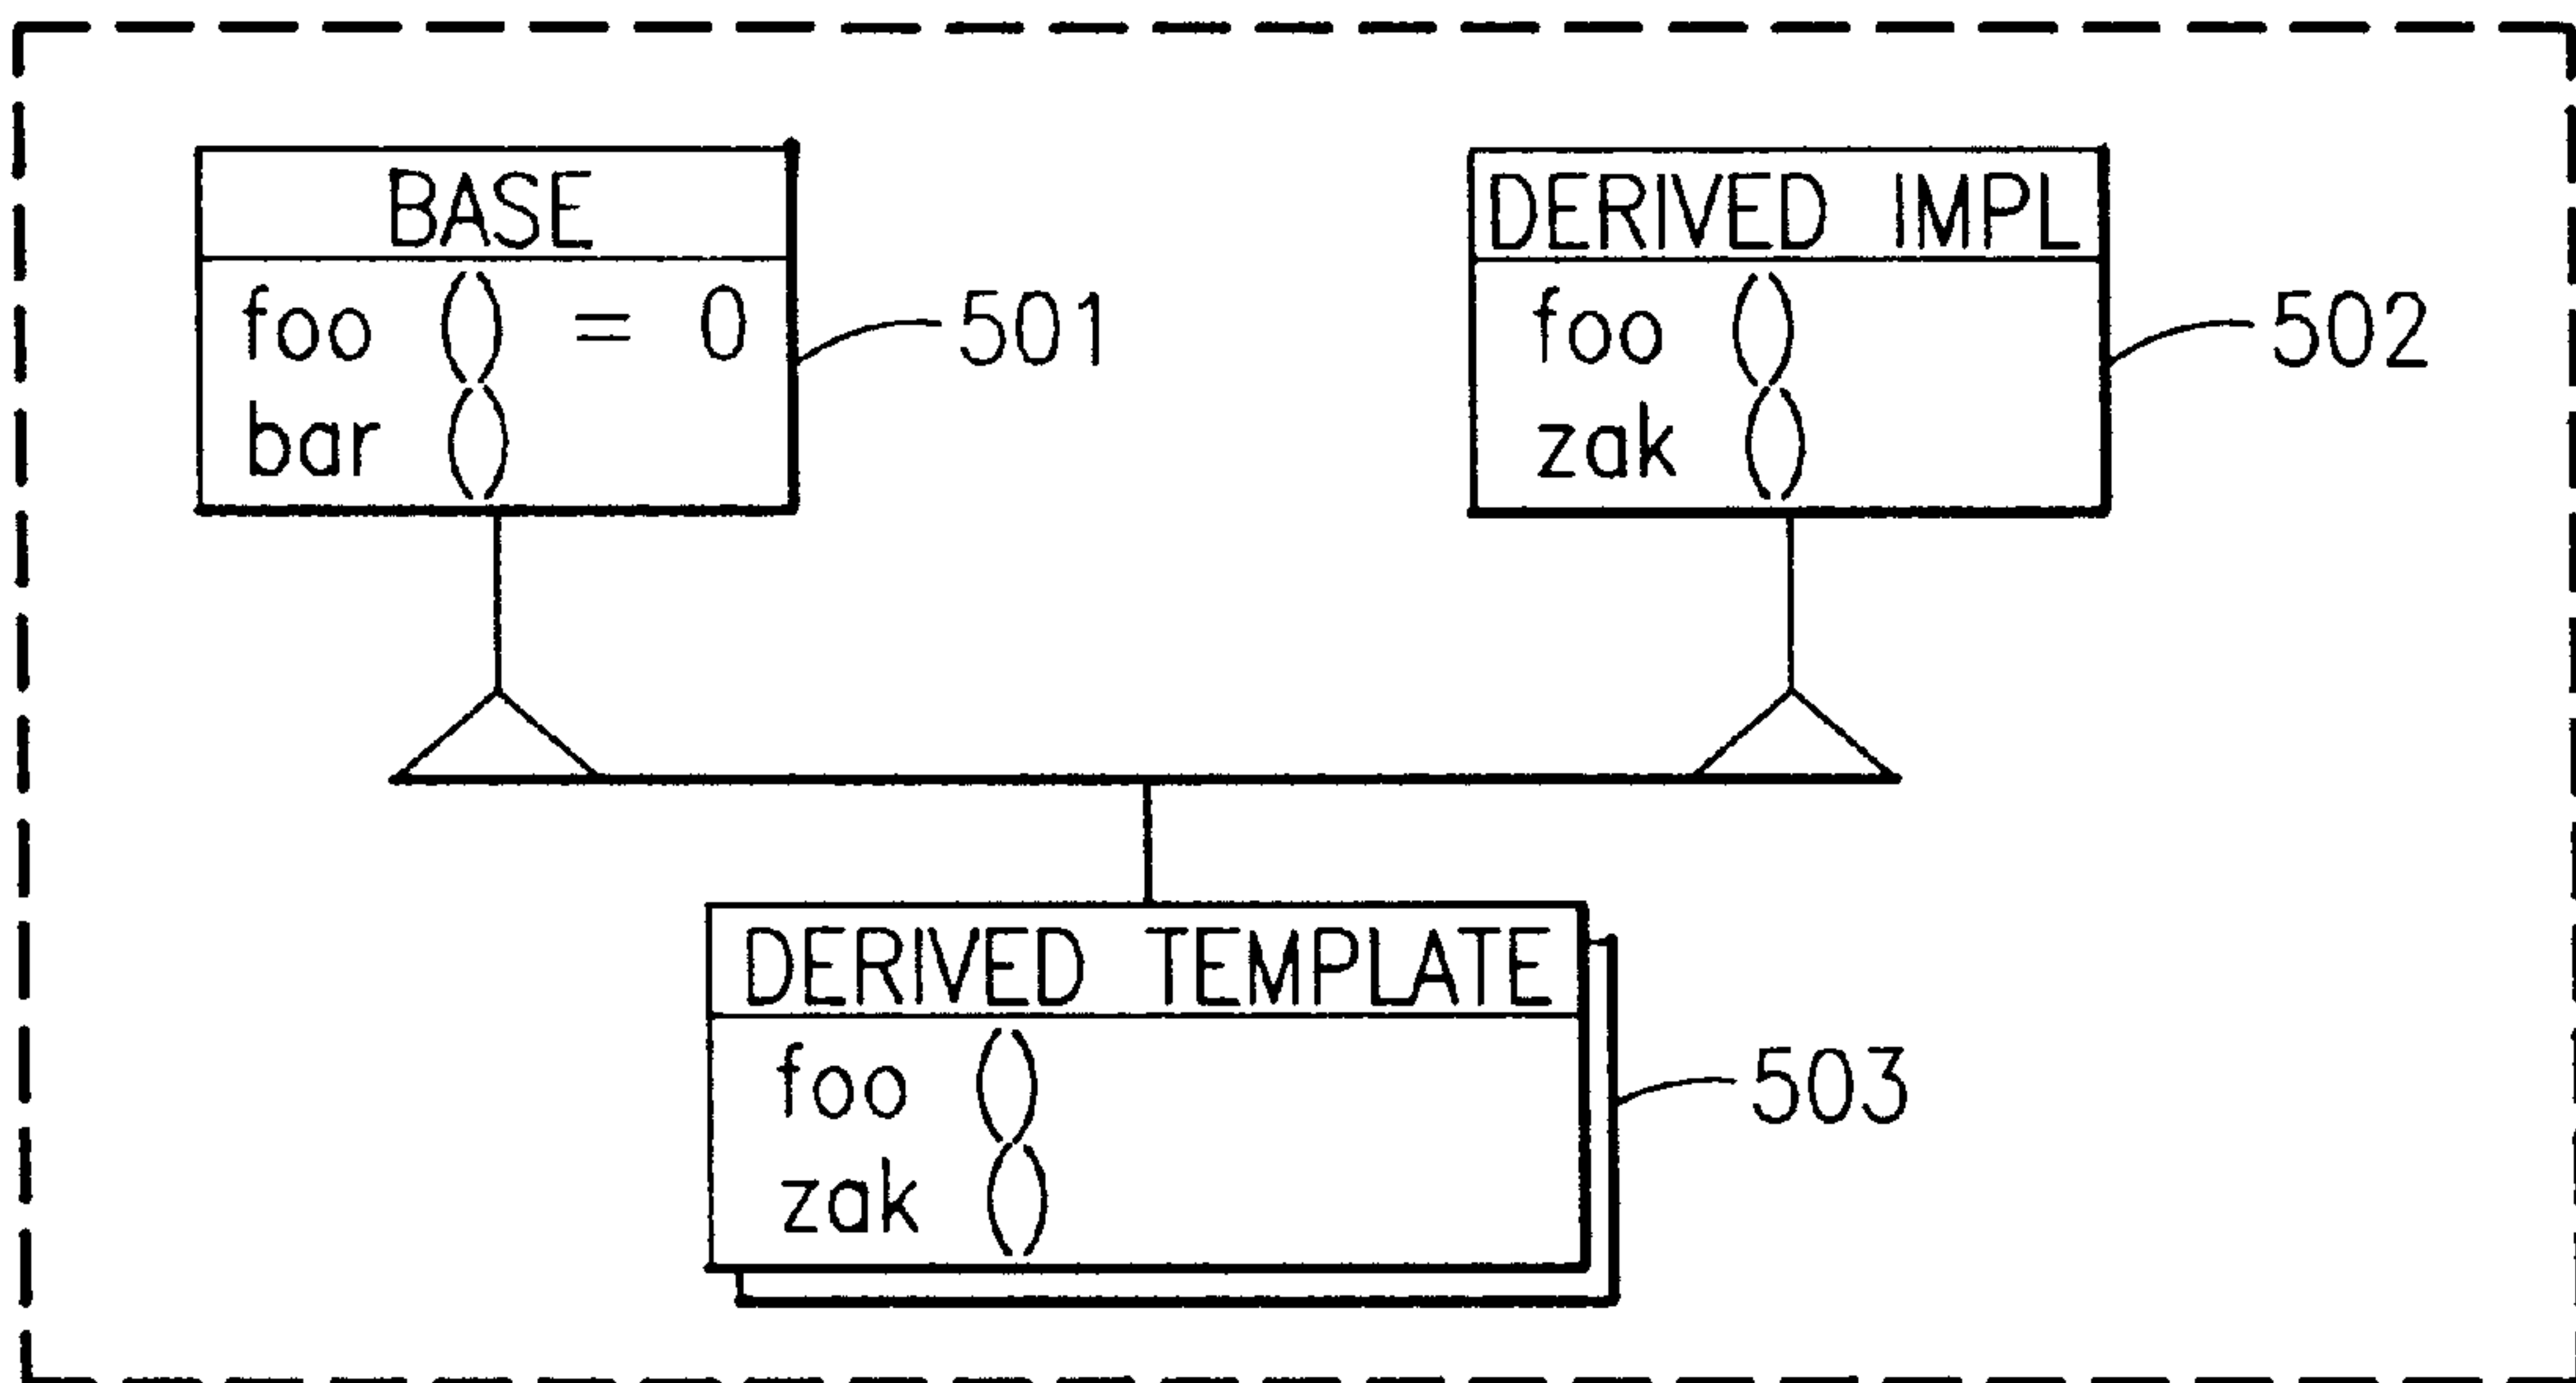 BASE
foo () = 0
bar ()
501
DERIVED IMPL
foo ()
zak ()
502
DERIVED TEMPLATE
foo ()
zak ()
503